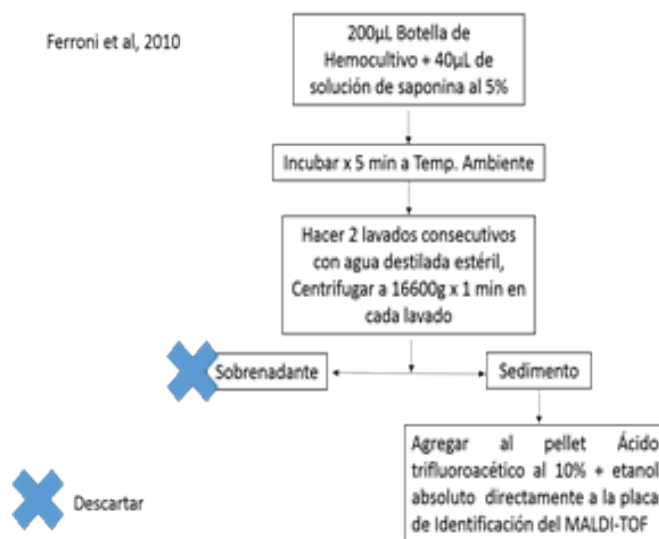 Ferroni et al, 2010
200µL Botella de
Hemocultivo + 40µL de
solución de saponina al 5%
Incubar x 5 min a Temp. Ambiente
Hacer 2 lavados consecutivos
con agua destilada estéril,
Centrifugar a 16600g x 1 min en
cada lavado
Sobrenadante
Sedimento
Agregar al pellet Ácido
trifluoroacético al 10% + etanol
absoluto directamente a la placa
de Identificación del MALDI-TOF
Descartar